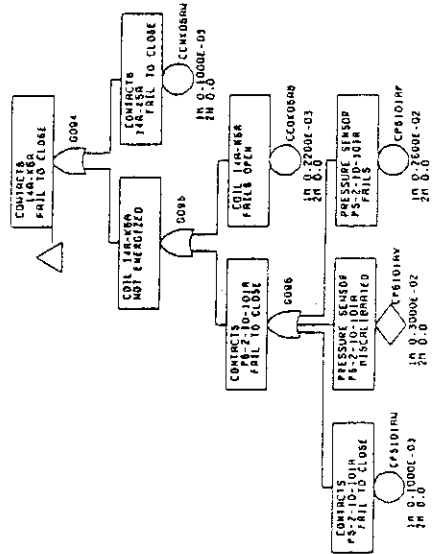 CONTACTS
14A-K6A
FAIL TO CLOSE
G094
COIL 14A-K6A
NOT ENERGIZED
G095
CONTACTS
14A-K6A
FAIL TO CLOSE
1M 0.1000E-03
2M 0.0
CONTACTS
PS-2-10-101A
FAIL TO CLOSE
G096
COIL 14A-K6A
FAILS OPEN
1M 0.2200E-03
2M 0.0
CONTACTS
PS-2-10-101A
FAIL TO CLOSE
CPS101AW
1M 0.1000E-03
2M 0.0
PRESSURE SENSOR
PS-2-10-101A
MISCALIBRATED
CPS101AY
1M 0.3000E-02
2M 0.0
PRESSURE SENSOR
PS-2-10-101A
FAILS
CPS101AP
1M 0.2600E-02
2M 0.0